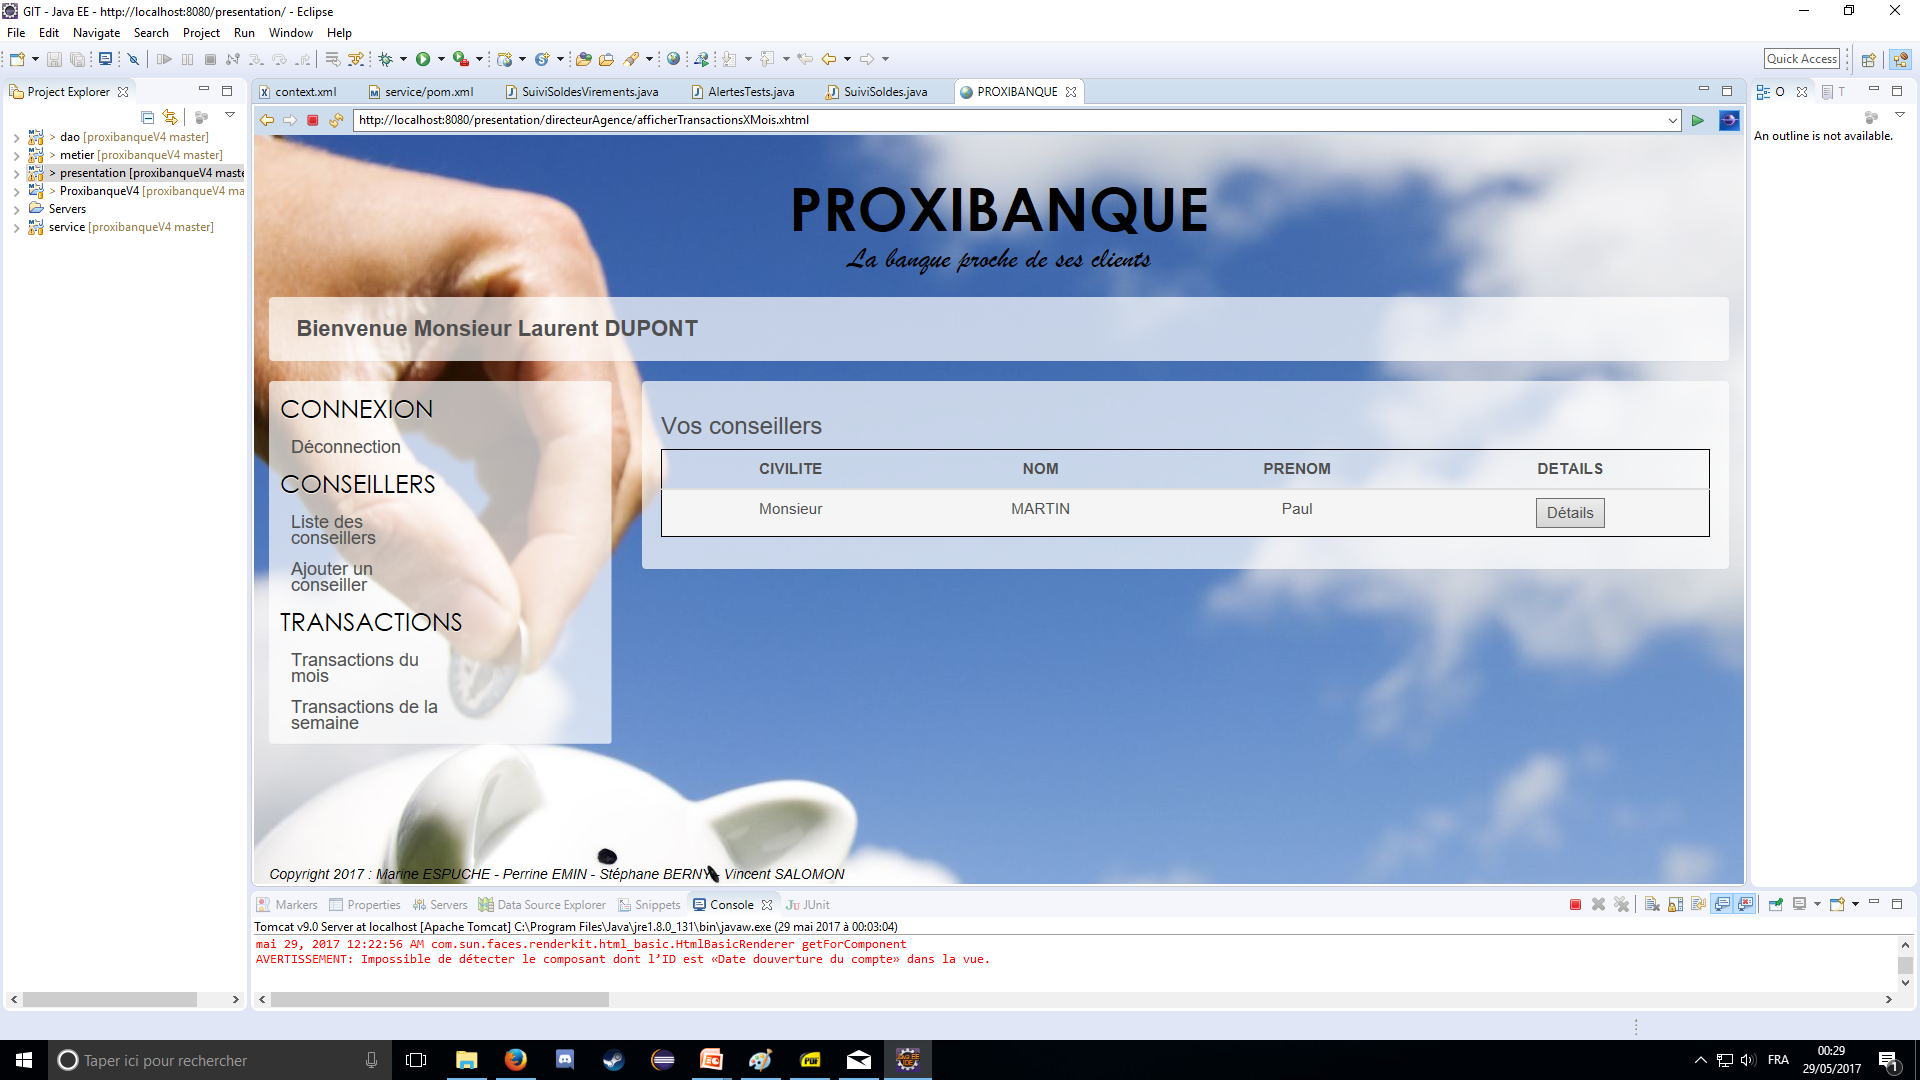 GIT - Java EE - http://localhost:8080/presentation/ - Eclipse
File Edit Navigate Search Project Run Window Help
Quick Access
Project Explorer
context.xml service/pom.xml SuiviSoldesVirements.java AlertesTests.java SuiviSoldes.java PROXIBANQUE
O T
http://localhost:8080/presentation/directeurAgence/afficherTransactionsXMois.xhtml
An outline is not available.
> dao [proxibanqueV4 master]
> metier [proxibanqueV4 master]
> presentation [proxibanqueV4 maste
> ProxibanqueV4 [proxibanqueV4 ma
Servers
service [proxibanqueV4 master]
PROXIBANQUE
La banque proche de ses clients
Bienvenue Monsieur Laurent DUPONT
CONNEXION
Déconnection
CONSEILLERS
Liste des
conseillers
Ajouter un
conseiller
TRANSACTIONS
Transactions du
mois
Transactions de la
semaine
Vos conseillers
CIVILITE NOM PRENOM DETAILS
Monsieur MARTIN Paul Détails
Copyright 2017 : Marine ESPUCHE - Perrine EMIN - Stéphane BERNY - Vincent SALOMON
Markers Properties Servers Data Source Explorer Snippets Console JUnit
Tomcat v9.0 Server at localhost [Apache Tomcat] C:\Program Files\Java\jre1.8.0_131\bin\javaw.exe (29 mai 2017 à 00:03:04)
mai 29, 2017 12:22:56 AM com.sun.faces.renderkit.html_basic.HtmlBasicRenderer getForComponent
AVERTISSEMENT: Impossible de détecter le composant dont l’ID est «Date douverture du compte» dans la vue.
Taper ici pour rechercher
FRA
00:29
29/05/2017
1